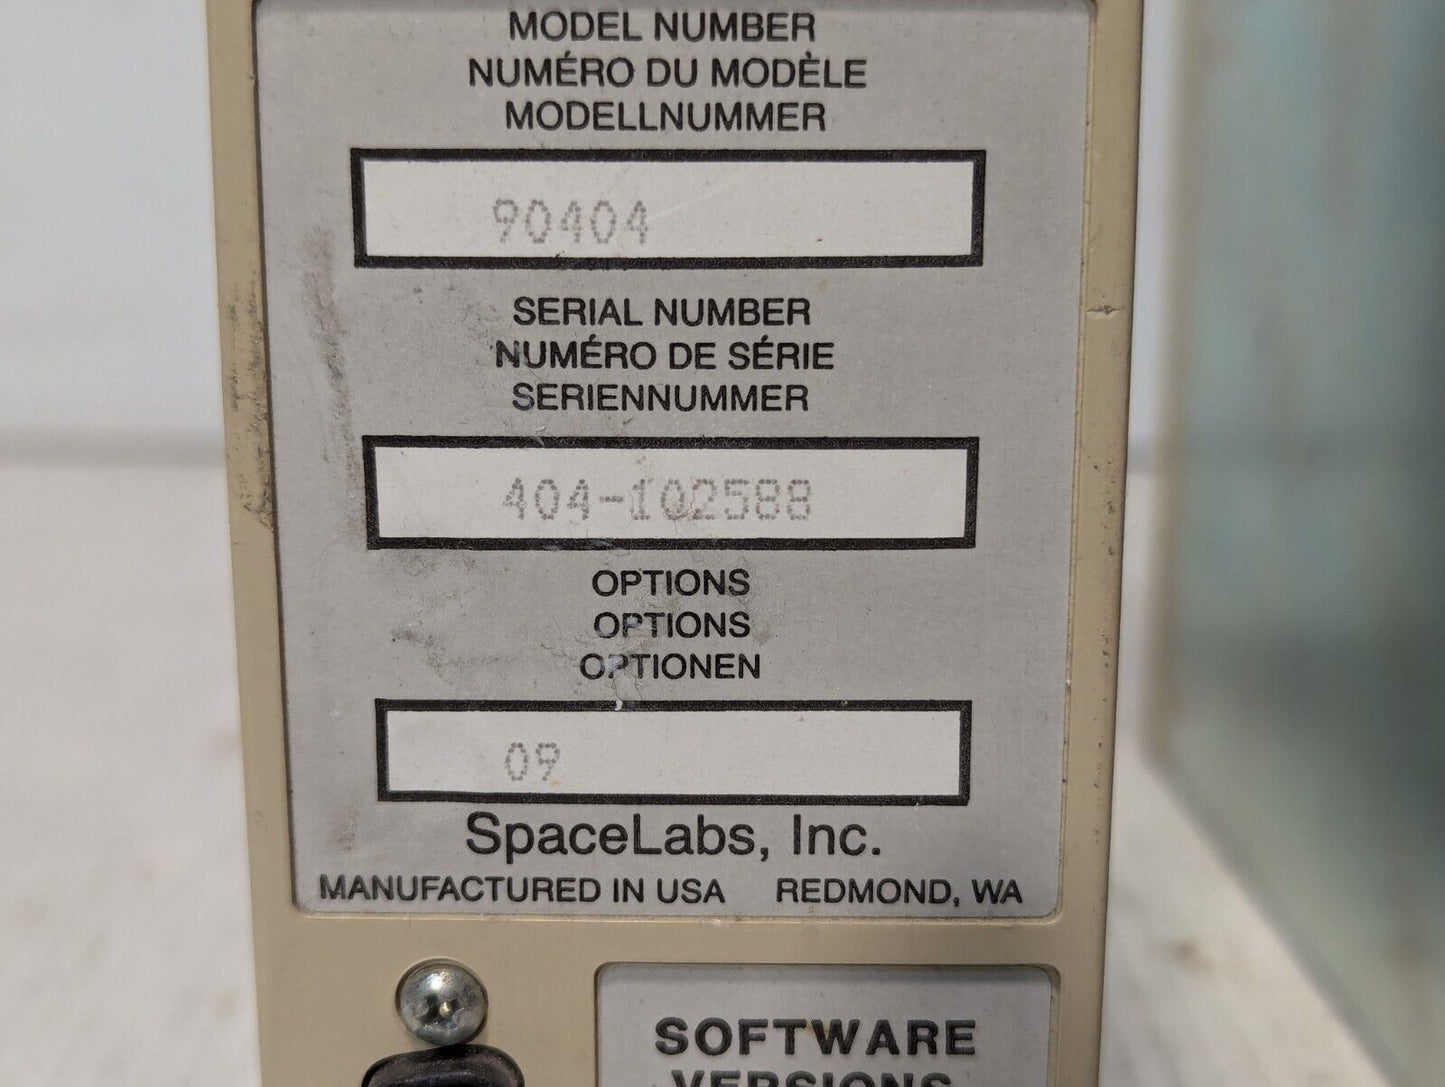 MODEL NUMBER
NUMÉRO DU MODÈLE
MODELLNUMMER
90404
SERIAL NUMBER
NUMÉRO DE SÉRIE
SERIENNUMMER
404-102588
OPTIONS
OPTIONS
OPTIONEN
09
SpaceLabs, Inc.
MANUFACTURED IN USA REDMOND, WA
SOFTWARE
VERSIONS